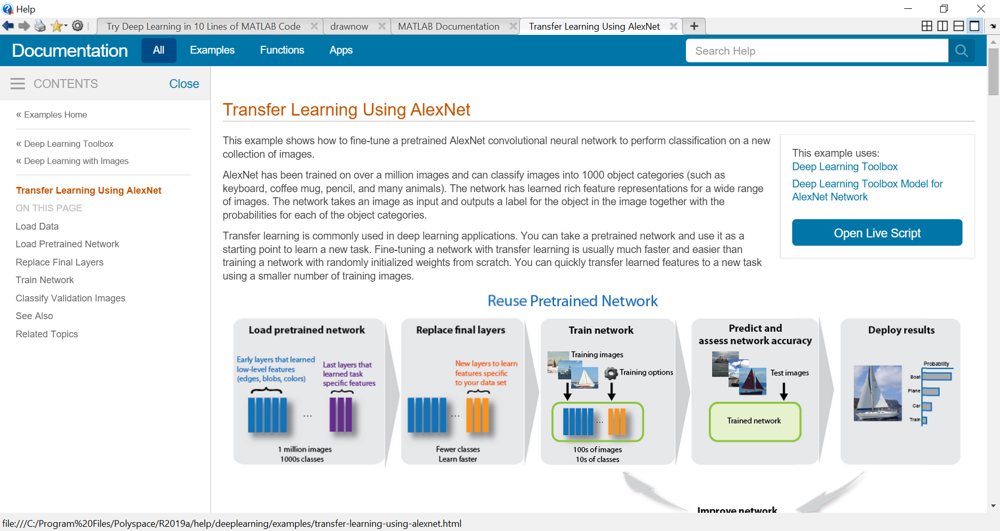 Help
Try Deep Learning in 10 Lines of MATLAB Code
drawnow
MATLAB Documentation
Transfer Learning Using AlexNet
Documentation
All
Examples
Functions
Apps
Search Help
CONTENTS
Close
« Examples Home
« Deep Learning Toolbox
« Deep Learning with Images
Transfer Learning Using AlexNet
ON THIS PAGE
Load Data
Load Pretrained Network
Replace Final Layers
Train Network
Classify Validation Images
See Also
Related Topics
Transfer Learning Using AlexNet
This example shows how to fine-tune a pretrained AlexNet convolutional neural network to perform classification on a new
collection of images.
AlexNet has been trained on over a million images and can classify images into 1000 object categories (such as
keyboard, coffee mug, pencil, and many animals). The network has learned rich feature representations for a wide range
of images. The network takes an image as input and outputs a label for the object in the image together with the
probabilities for each of the object categories.
Transfer learning is commonly used in deep learning applications. You can take a pretrained network and use it as a
starting point to learn a new task. Fine-tuning a network with transfer learning is usually much faster and easier than
training a network with randomly initialized weights from scratch. You can quickly transfer learned features to a new task
using a smaller number of training images.
This example uses:
Deep Learning Toolbox
Deep Learning Toolbox Model for
AlexNet Network
Open Live Script
Reuse Pretrained Network
Load pretrained network
Early layers that learned
low-level features
(edges, blobs, colors)
Last layers that
learned task
specific features
...
1 million images
1000s classes
Replace final layers
New layers to learn
features specific
to your data set
...
Fewer classes
Learn faster
Train network
Training images
Training options
...
100s of images
10s of classes
Predict and
assess network accuracy
Test images
Trained network
Deploy results
Probability
Boat
Plane
Car
Train
Improve network
file:///C:/Program%20Files/Polyspace/R2019a/help/deeplearning/examples/transfer-learning-using-alexnet.html